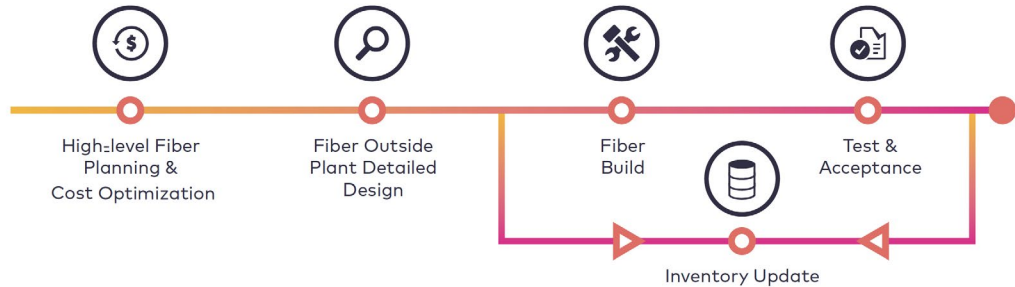 High-level Fiber
Planning &
Cost Optimization
Fiber Outside
Plant Detailed
Design
Fiber
Build
Test &
Acceptance
Inventory Update